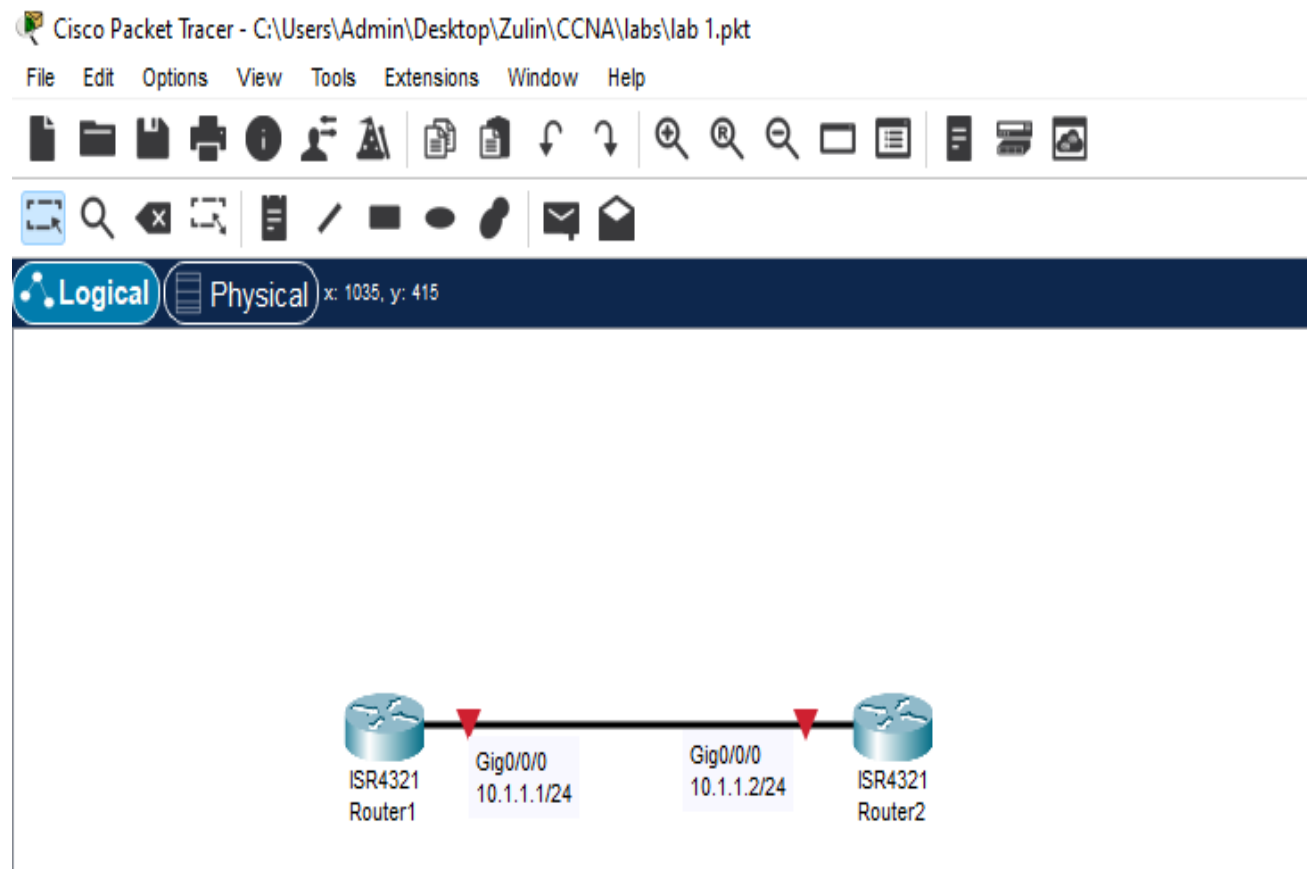 Cisco Packet Tracer - C:\Users\Admin\Desktop\Zulin\CCNA\labs\lab 1.pkt
File Edit Options View Tools Extensions Window Help
Logical Physical x: 1035, y: 415
Gig0/0/0
10.1.1.1/24
Gig0/0/0
10.1.1.2/24
ISR4321
Router1
ISR4321
Router2